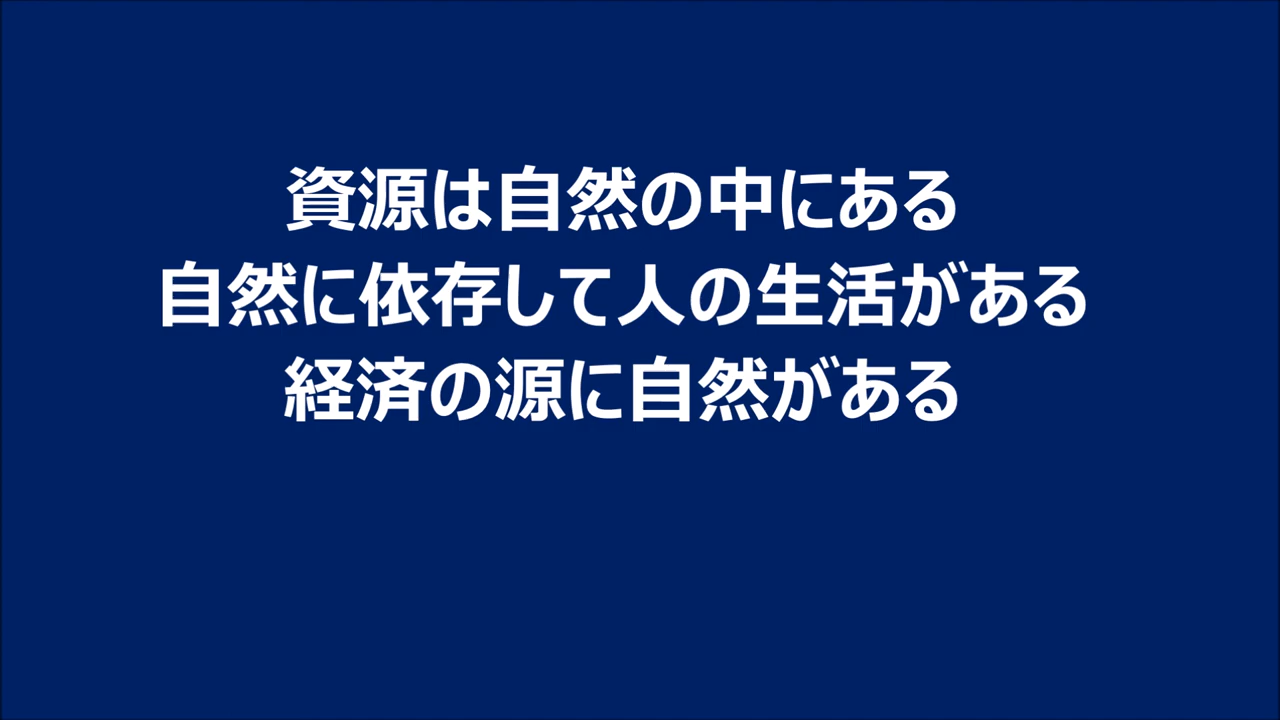 資源は自然の中にある
自然に依存して人の生活がある
経済の源に自然がある